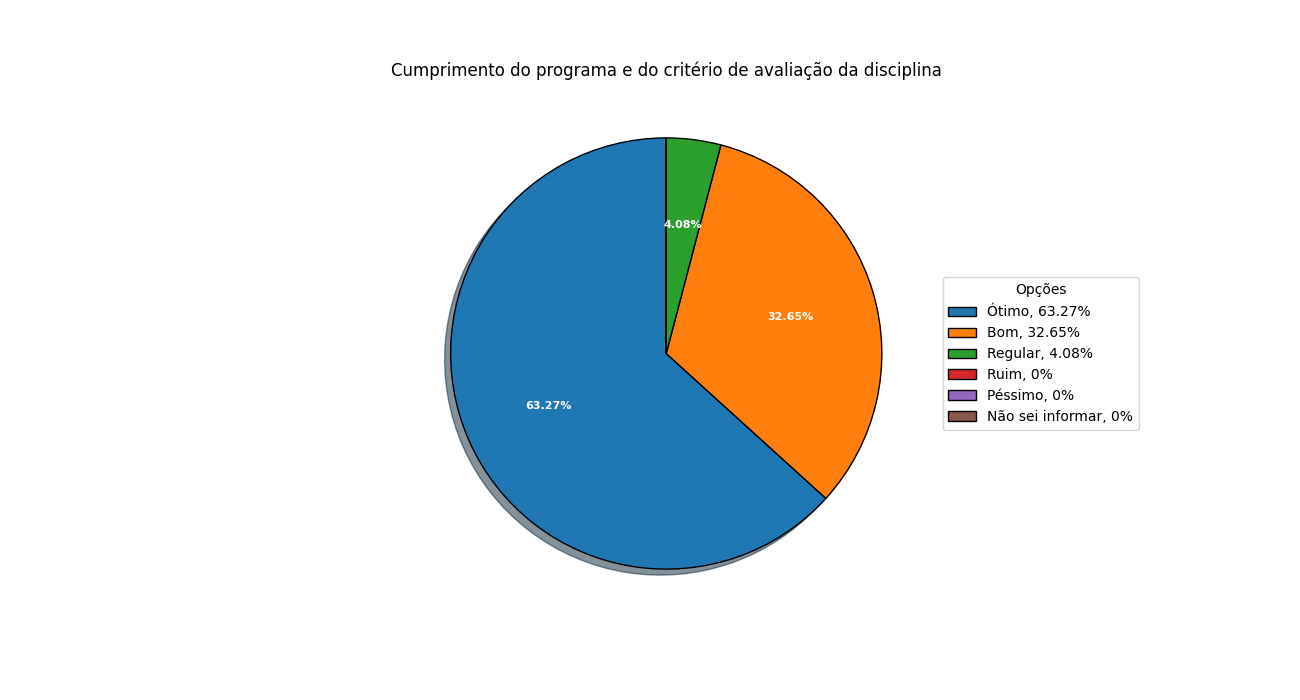 Cumprimento do programa e do critério de avaliação da disciplina
4.08%
32.65%
63.27%
Opções
Ótimo, 63.27%
Bom, 32.65%
Regular, 4.08%
Ruim, 0%
Péssimo, 0%
Não sei informar, 0%